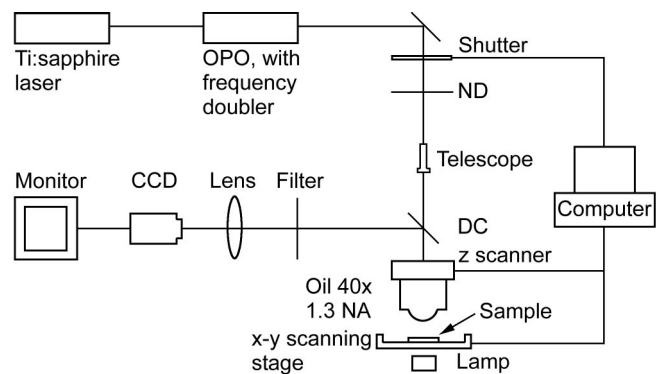 Ti:sapphire
laser
OPO, with
frequency
doubler
Shutter
ND
Telescope
Computer
Monitor
CCD
Lens
Filter
DC
z scanner
Oil 40x
1.3 NA
Sample
x-y scanning
stage
Lamp